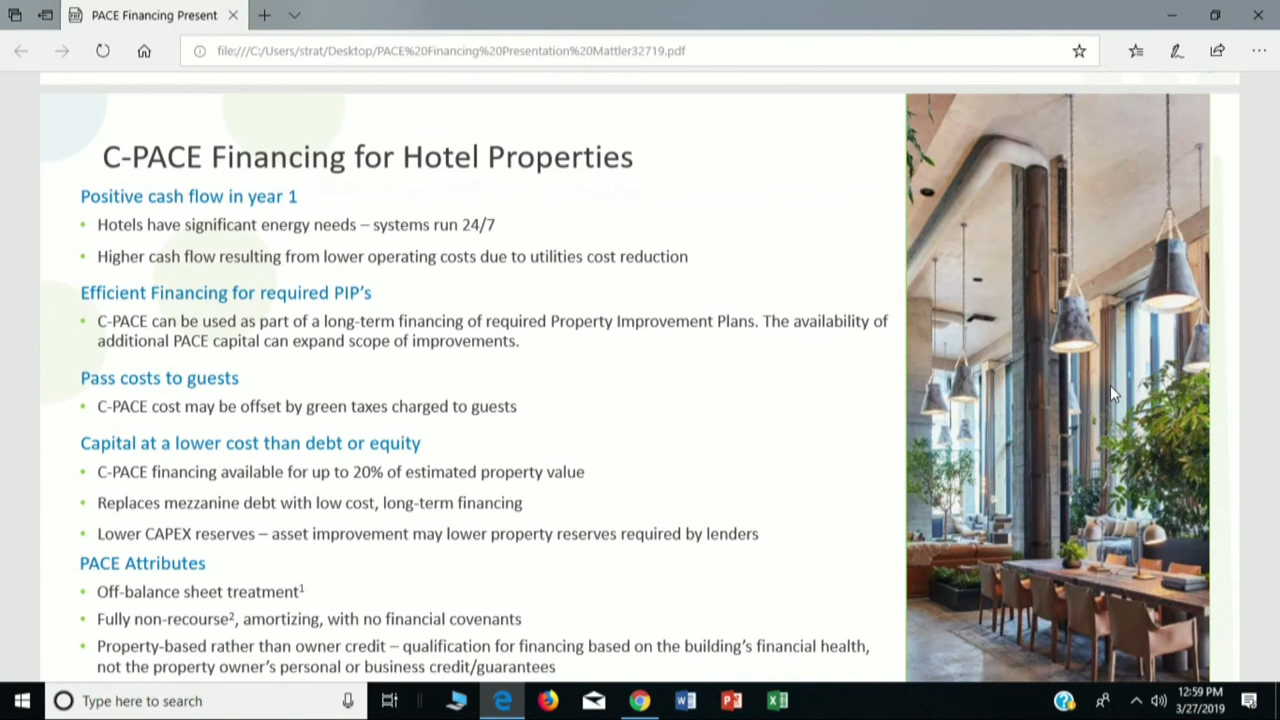 PACE Financing Present
file:///C:/Users/strat/Desktop/PACE%20Financing%20Presentation%20Mattler32719.pdf
C-PACE Financing for Hotel Properties
Positive cash flow in year 1
• Hotels have significant energy needs – systems run 24/7
• Higher cash flow resulting from lower operating costs due to utilities cost reduction
Efficient Financing for required PIP's
• C-PACE can be used as part of a long-term financing of required Property Improvement Plans. The availability of
additional PACE capital can expand scope of improvements.
Pass costs to guests
• C-PACE cost may be offset by green taxes charged to guests
Capital at a lower cost than debt or equity
• C-PACE financing available for up to 20% of estimated property value
• Replaces mezzanine debt with low cost, long-term financing
• Lower CAPEX reserves – asset improvement may lower property reserves required by lenders
PACE Attributes
• Off-balance sheet treatment¹
• Fully non-recourse², amortizing, with no financial covenants
• Property-based rather than owner credit – qualification for financing based on the building's financial health,
not the property owner's personal or business credit/guarantees
Type here to search
12:59 PM
3/27/2019